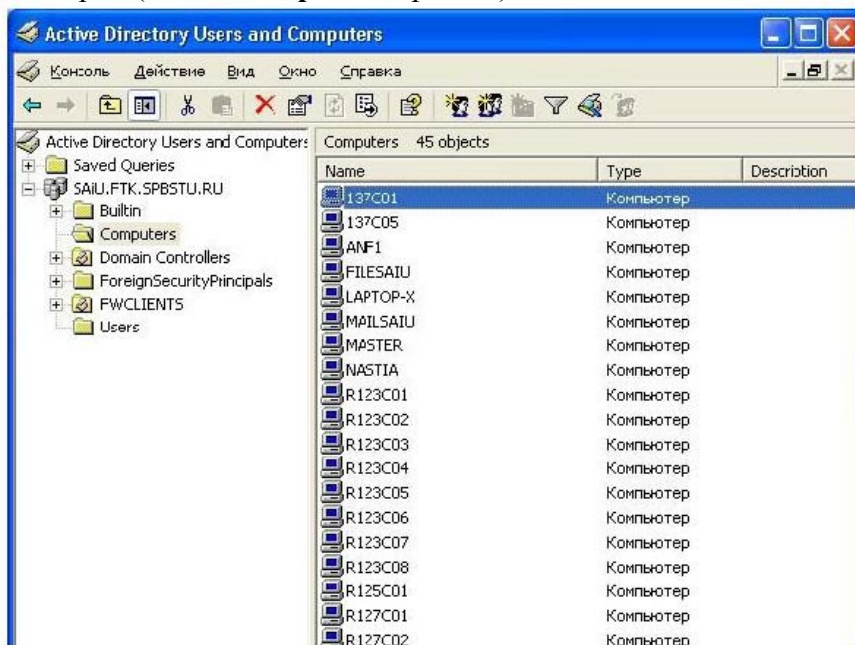 Active Directory Users and Computers
Консоль Действие Вид Окно Справка
Active Directory Users and Computers
Saved Queries
SAiU.FTK.SPBSTU.RU
Builtin
Computers
Domain Controllers
ForeignSecurityPrincipals
FWCLIENTS
Users
Computers 45 objects
Name Type Description
137C01 Компьютер
137C05 Компьютер
ANF1 Компьютер
FILESAIU Компьютер
LAPTOP-X Компьютер
MAILSAIU Компьютер
MASTER Компьютер
NASTIA Компьютер
R123C01 Компьютер
R123C02 Компьютер
R123C03 Компьютер
R123C04 Компьютер
R123C05 Компьютер
R123C06 Компьютер
R123C07 Компьютер
R123C08 Компьютер
R125C01 Компьютер
R127C01 Компьютер
R127C02 Компьютер